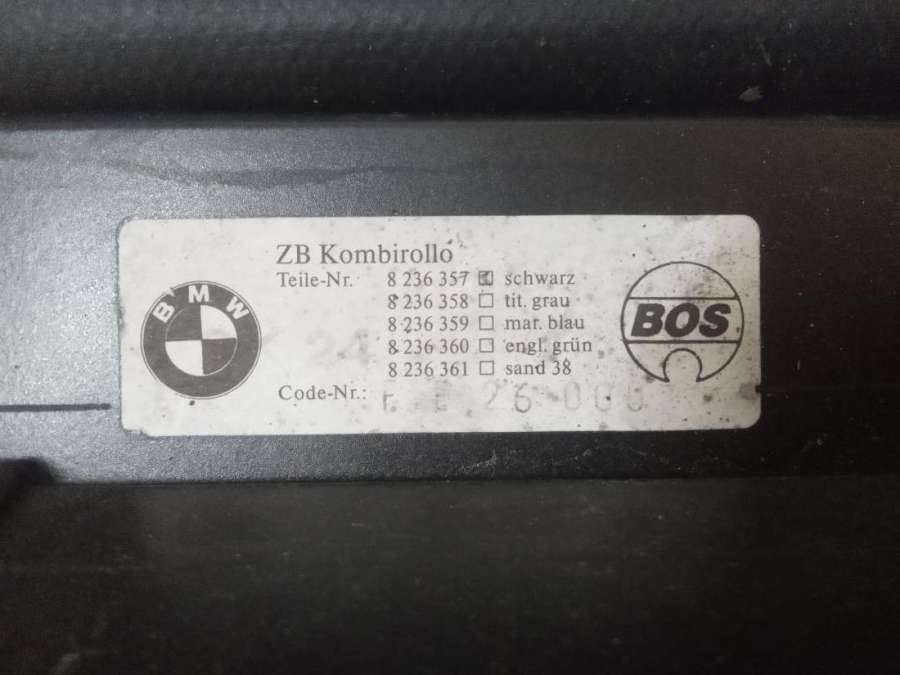 ZB Kombirollo
Teile-Nr. 8 236 357 schwarz
8 236 358 tit. grau
8 236 359 mar. blau
8 236 360 engl. grün
8 236 361 sand 38
Code-Nr.: 26
BMW
BOS